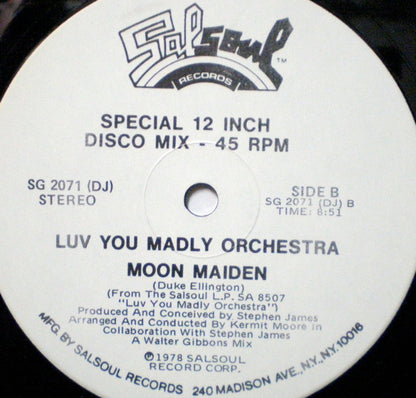 Salsoul
RECORDS
TM
SPECIAL 12 INCH
DISCO MIX - 45 RPM
SG 2071 (DJ)
STEREO
SIDE B
SG 2071 (DJ) B
TIME: 8:51
LUV YOU MADLY ORCHESTRA
MOON MAIDEN
(Duke Ellington)
(From The Salsoul L.P. SA 8507
"Luv You Madly Orchestra")
Produced And Conceived by Stephen James
Arranged And Conducted By Kermit Moore in
Collaboration With Stephen James
A Walter Gibbons Mix
Ⓟ©1978 SALSOUL
RECORD CORP.
MFG. BY SALSOUL RECORDS 240 MADISON AVE., N.Y., N.Y. 10016